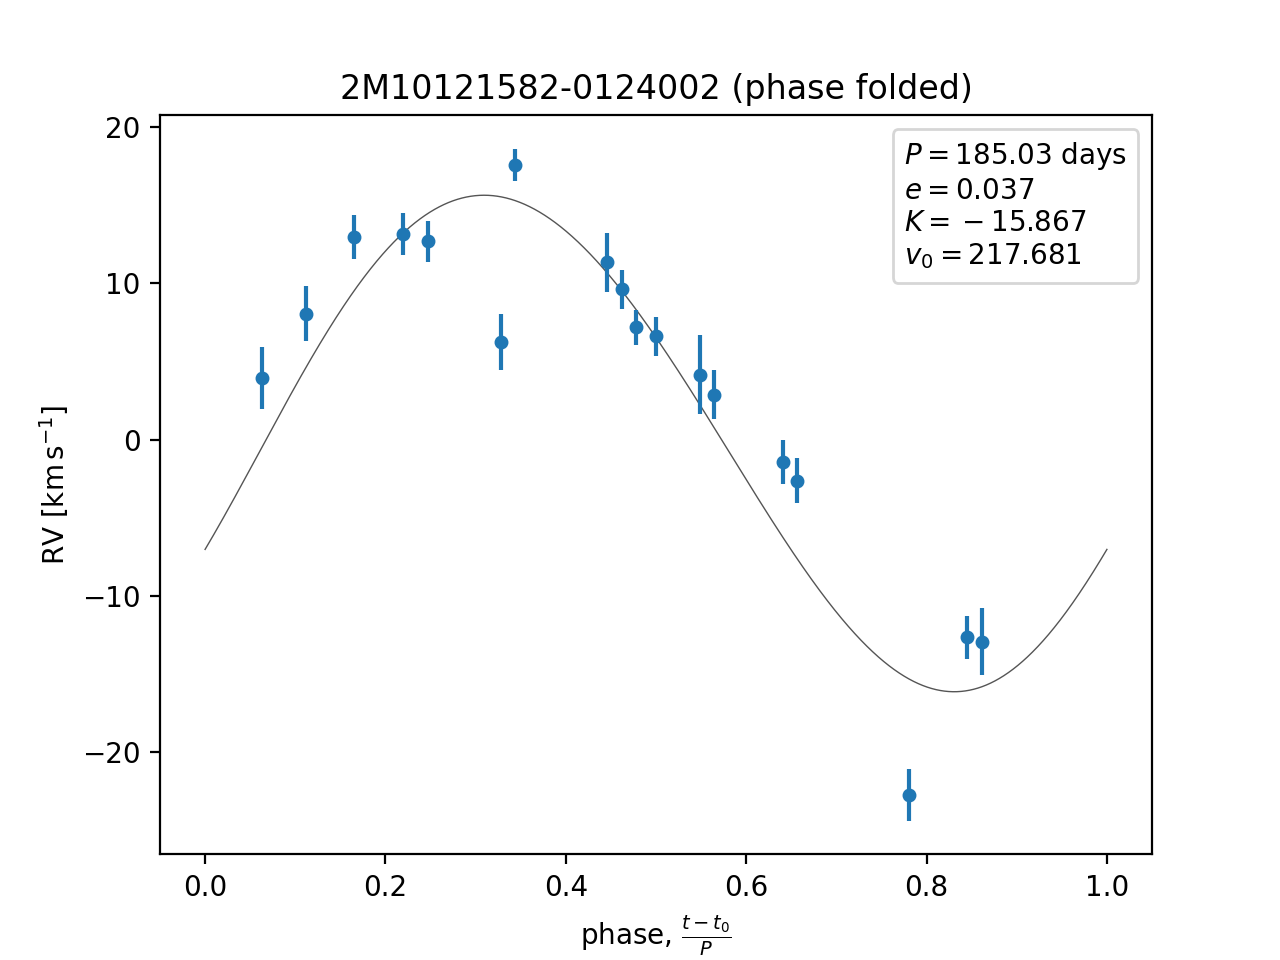 2M10121582-0124002 (phase folded)
P = 185.03 days
e = 0.037
K = −15.867
v₀ = 217.681
20
10
0
−10
−20
RV [km s⁻¹]
0.0 0.2 0.4 0.6 0.8 1.0
phase, (t − t₀)/P